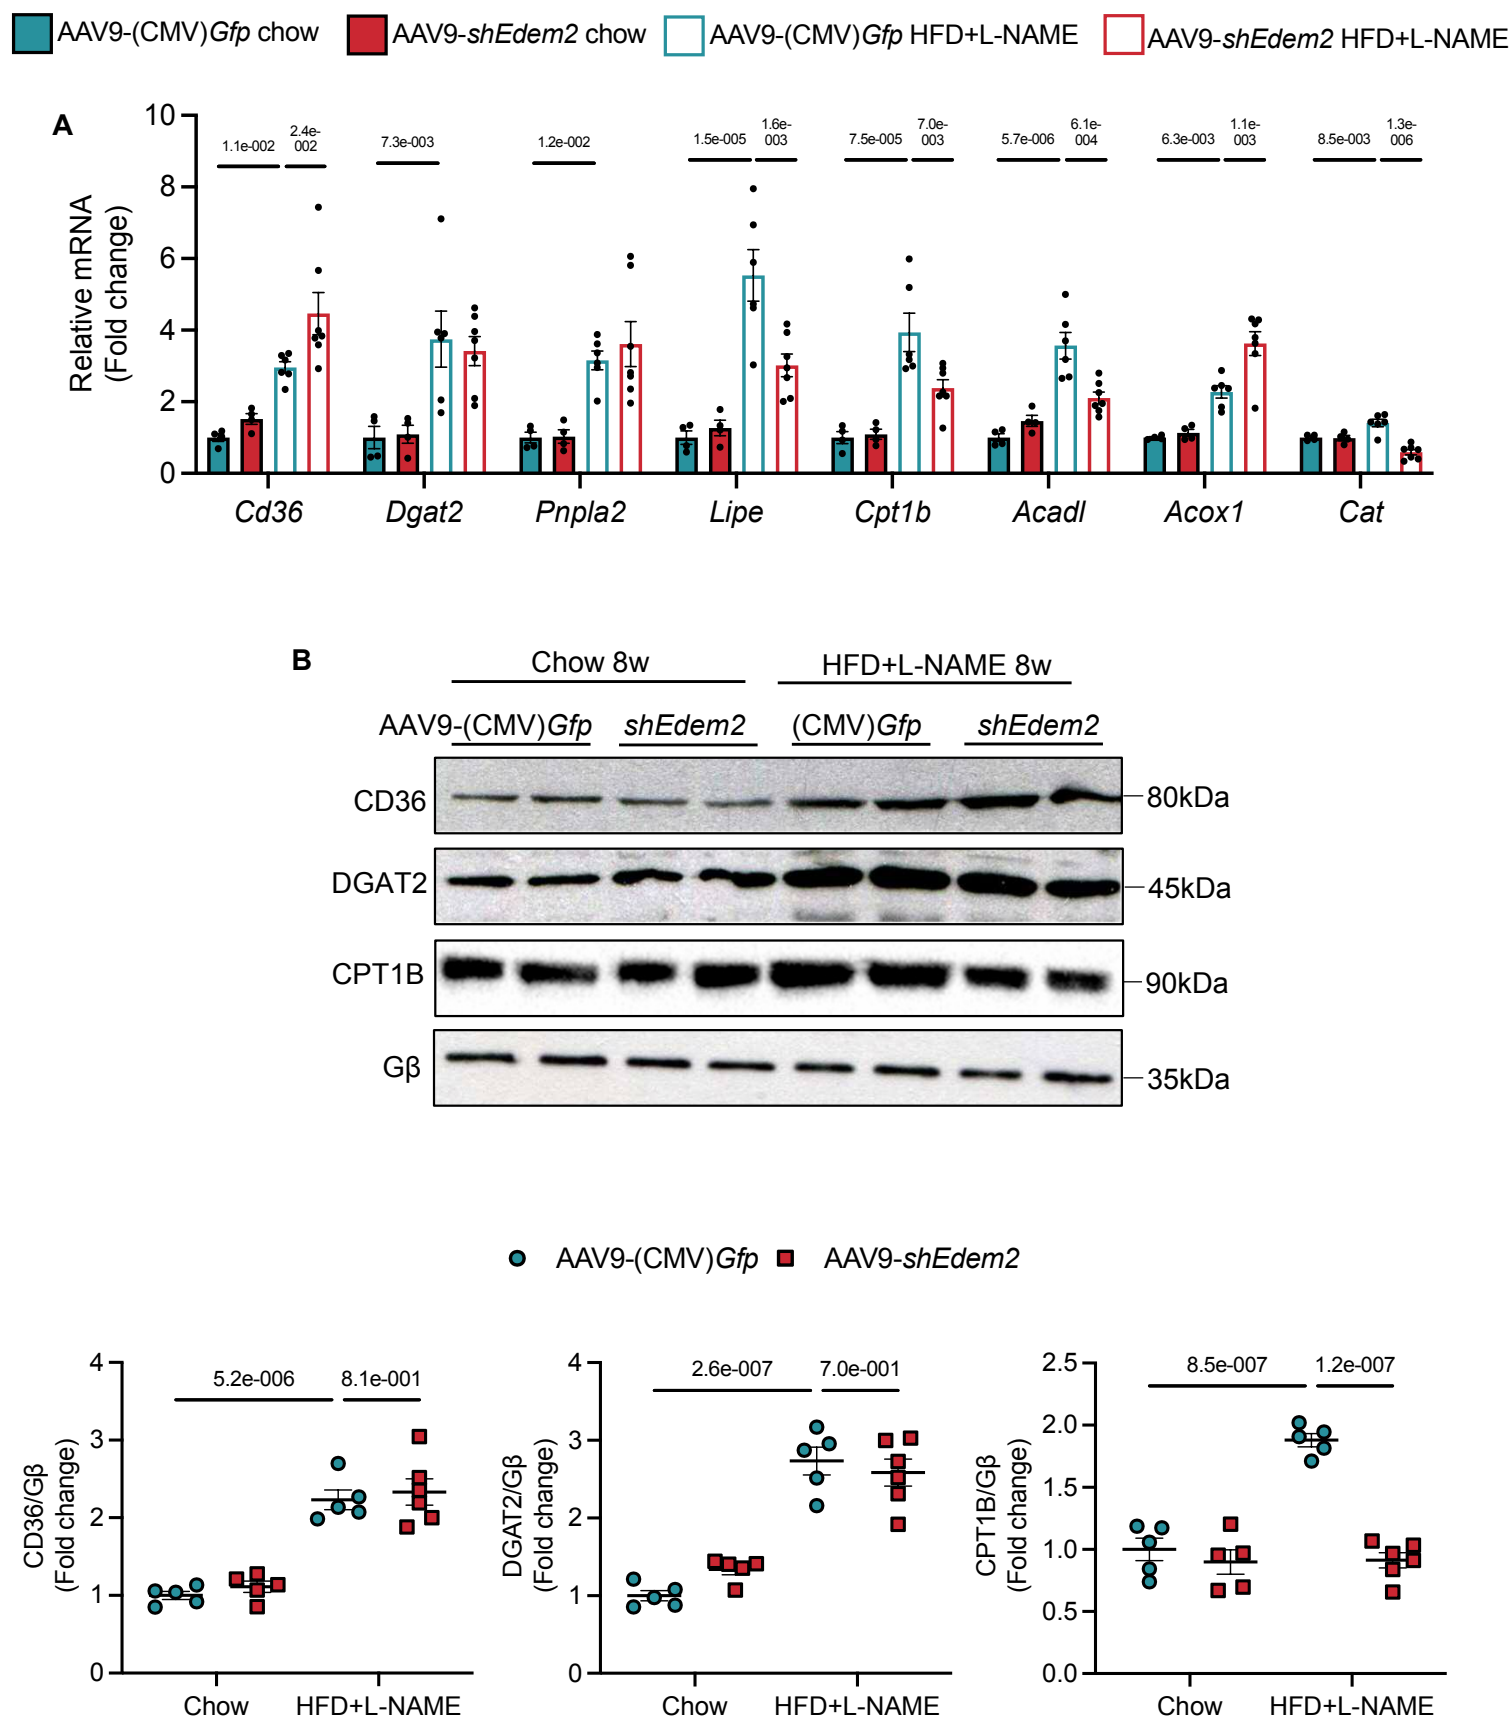 AAV9-(CMV)Gfp chow AAV9-shEdem2 chow AAV9-(CMV)Gfp HFD+L-NAME AAV9-shEdem2 HFD+L-NAME
A
Relative mRNA
(Fold change)
10
8
6
4
2
0
1.1e-002
2.4e-
002
7.3e-003
1.2e-002
1.5e-005
1.6e-
003
7.5e-005
7.0e-
003
5.7e-006
6.1e-
004
6.3e-003
1.1e-
003
8.5e-003
1.3e-
006
Cd36 Dgat2 Pnpla2 Lipe Cpt1b Acadl Acox1 Cat
B
Chow 8w HFD+L-NAME 8w
AAV9-(CMV)Gfp shEdem2 (CMV)Gfp shEdem2
CD36 80kDa
DGAT2 45kDa
CPT1B 90kDa
Gβ 35kDa
AAV9-(CMV)Gfp AAV9-shEdem2
CD36/Gβ
(Fold change)
4
3
2
1
0
5.2e-006 8.1e-001
Chow HFD+L-NAME
DGAT2/Gβ
(Fold change)
4
3
2
1
0
2.6e-007 7.0e-001
Chow HFD+L-NAME
CPT1B/Gβ
(Fold change)
2.5
2.0
1.5
1.0
0.5
0.0
8.5e-007 1.2e-007
Chow HFD+L-NAME